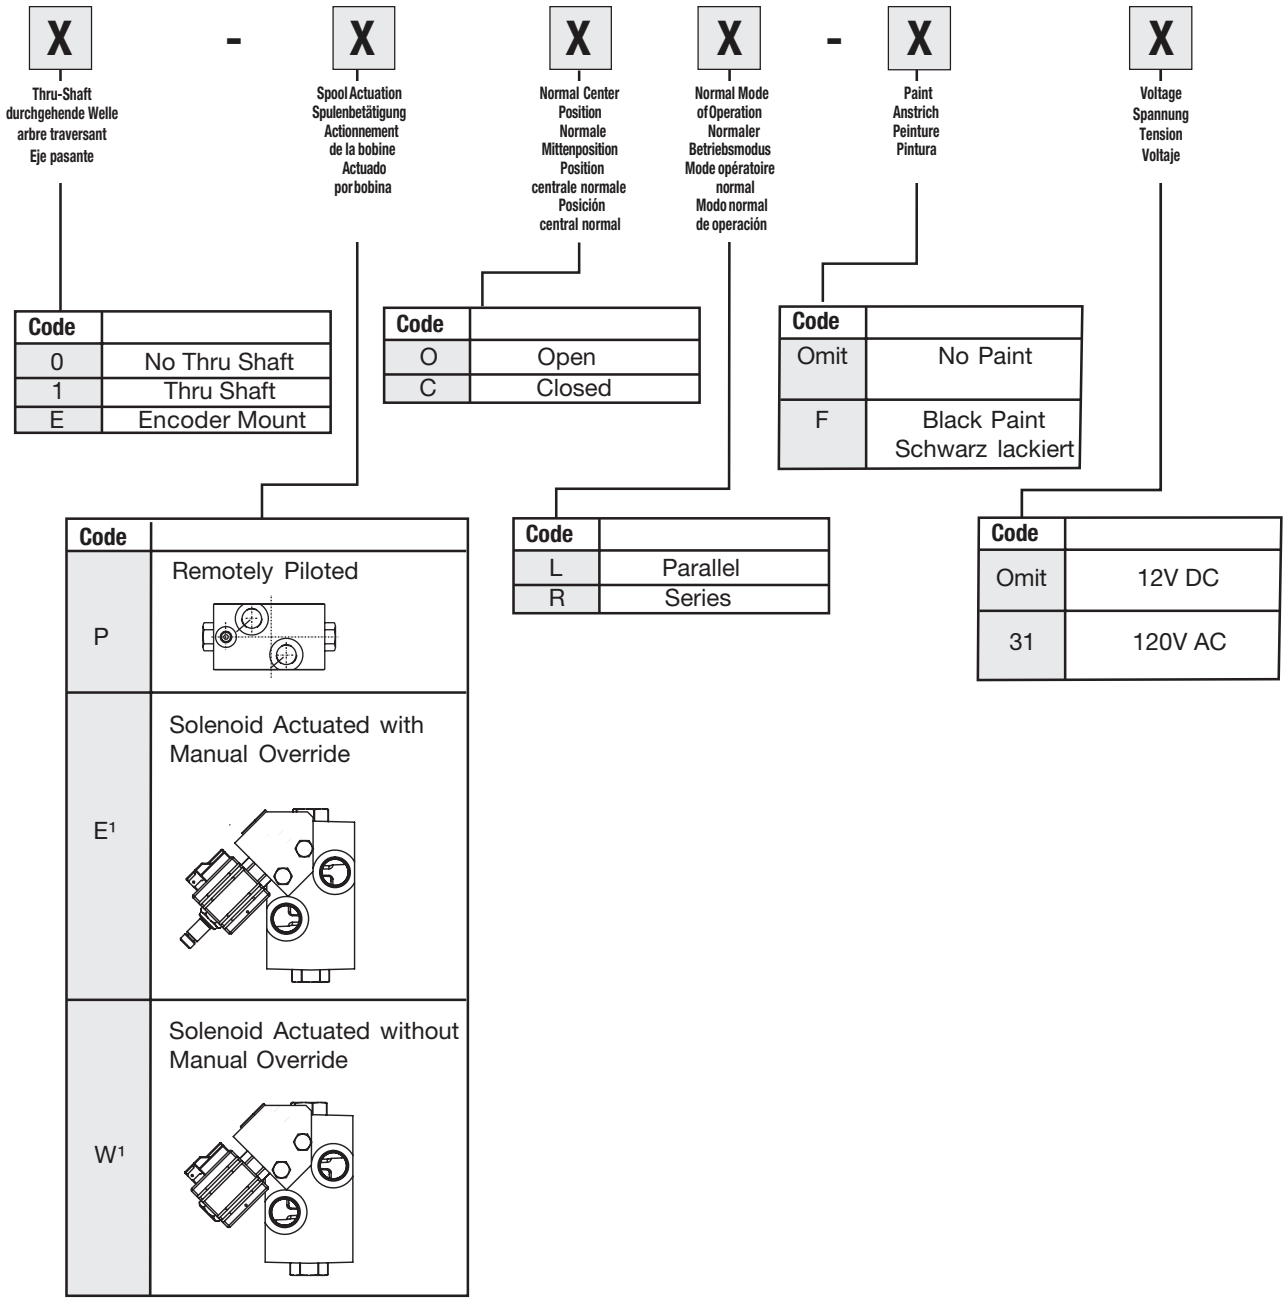 X - X X X - X X
Thru-Shaft
durchgehende Welle
arbre traversant
Eje pasante
Spool Actuation
Spulenbetätigung
Actionnement
de la bobine
Actuado
por bobina
Normal Center
Position
Normale
Mittenposition
Position
centrale normale
Posición
central normal
Normal Mode
of Operation
Normaler
Betriebsmodus
Mode opératoire
normal
Modo normal
de operación
Paint
Anstrich
Peinture
Pintura
Voltage
Spannung
Tension
Voltaje
Code
0 No Thru Shaft
1 Thru Shaft
E Encoder Mount
Code
O Open
C Closed
Code
Omit No Paint
F Black Paint
Schwarz lackiert
Code
P Remotely Piloted
E¹ Solenoid Actuated with
Manual Override
W¹ Solenoid Actuated without
Manual Override
Code
L Parallel
R Series
Code
Omit 12V DC
31 120V AC